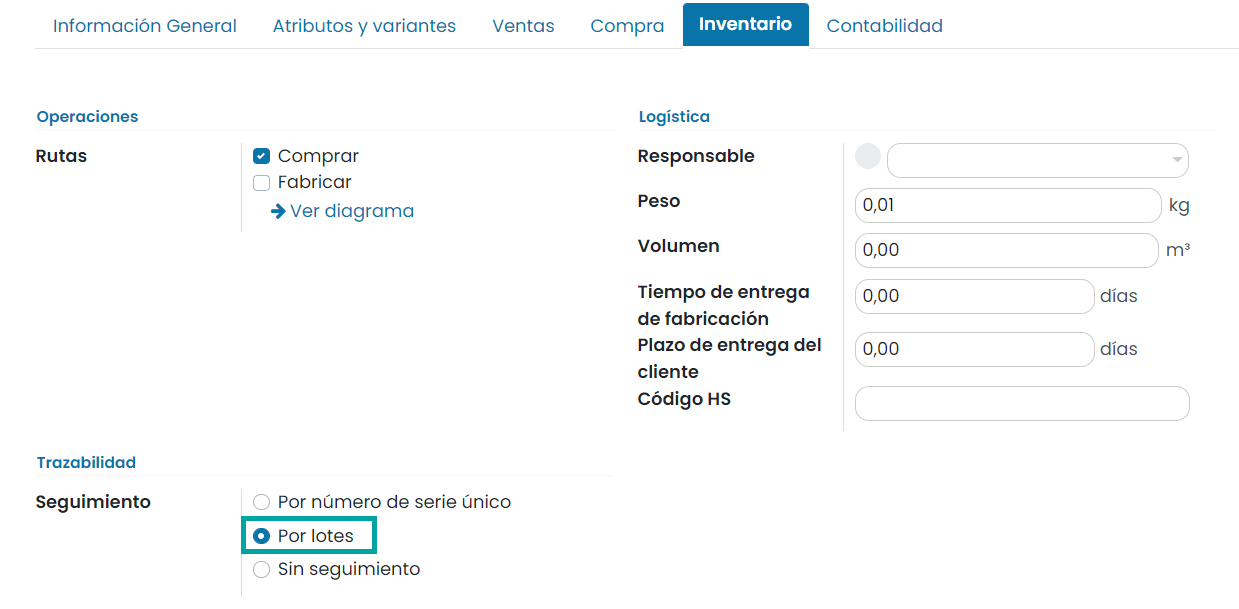 Información General Atributos y variantes Ventas Compra Inventario Contabilidad
Operaciones
Rutas
Comprar
Fabricar
Ver diagrama
Logística
Responsable
Peso 0,01 kg
Volumen 0,00 m³
Tiempo de entrega
de fabricación
0,00 días
Plazo de entrega del
cliente
0,00 días
Código HS
Trazabilidad
Seguimiento
Por número de serie único
Por lotes
Sin seguimiento